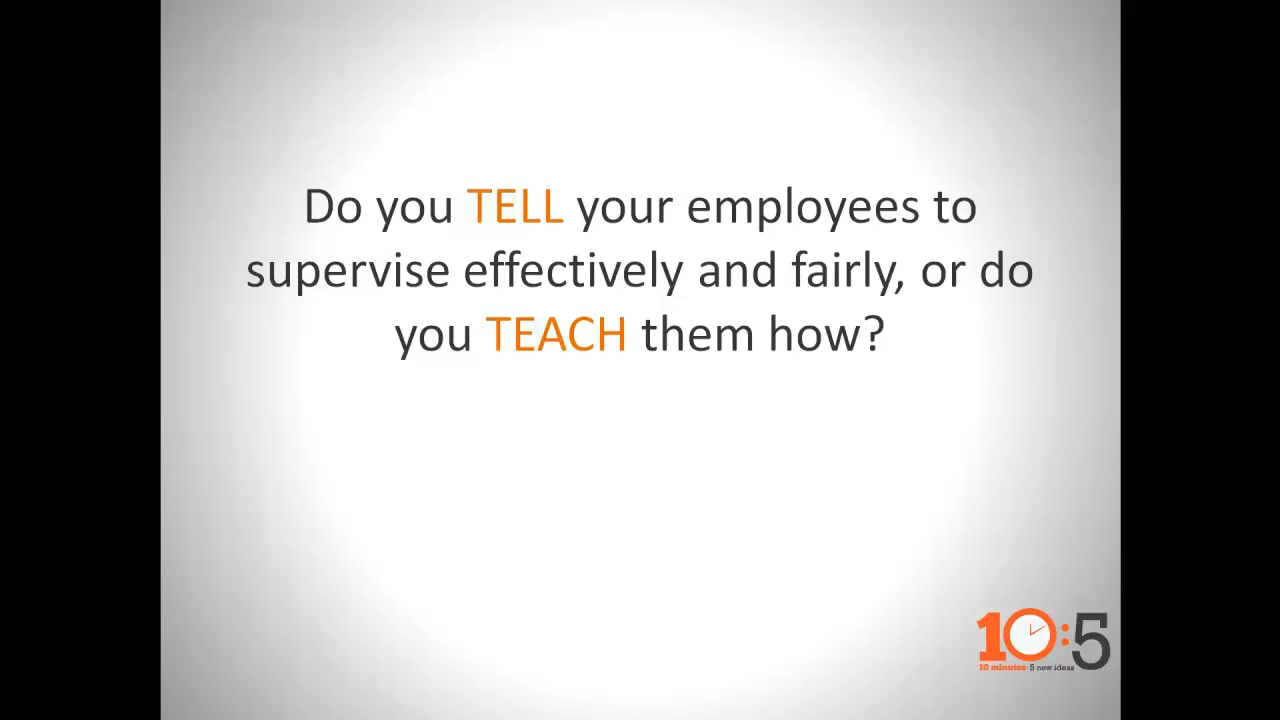 Do you TELL your employees to
supervise effectively and fairly, or do
you TEACH them how?
10:5
10 minutes · 5 new ideas